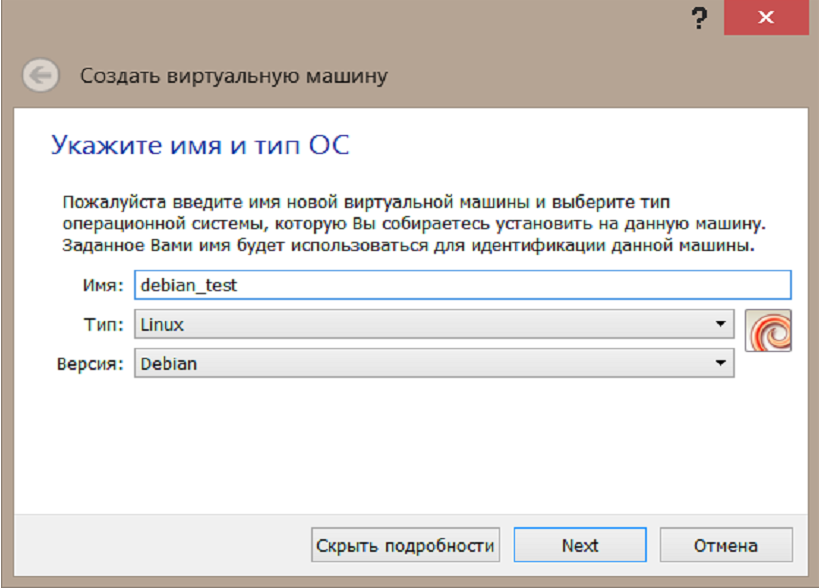 ?
Создать виртуальную машину
Укажите имя и тип ОС
Пожалуйста введите имя новой виртуальной машины и выберите тип
операционной системы, которую Вы собираетесь установить на данную машину.
Заданное Вами имя будет использоваться для идентификации данной машины.
Имя: debian_test
Тип: Linux
Версия: Debian
Скрыть подробности Next Отмена